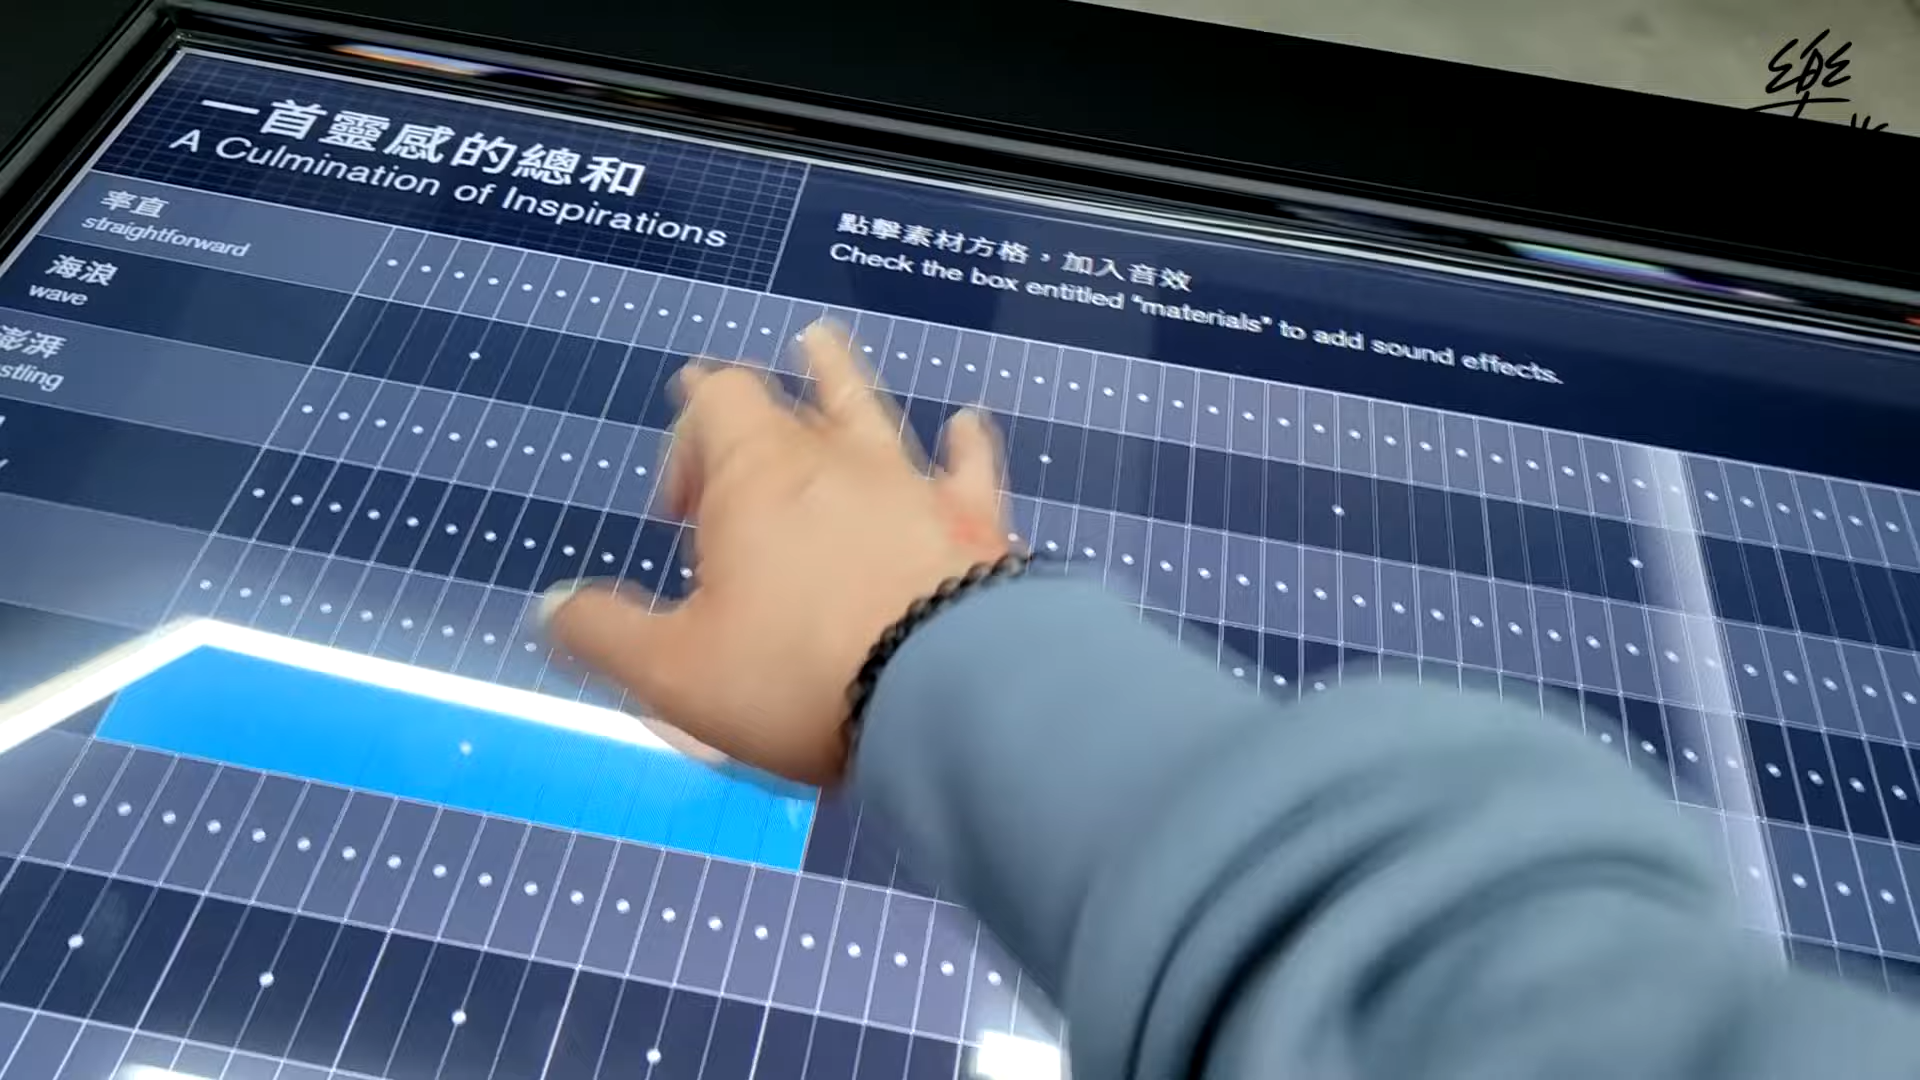 一首靈感的總和
A Culmination of Inspirations
點擊素材方格，加入音效
Check the box entitled "materials" to add sound effects.
率直
straightforward
海浪
wave
澎湃
stling
樂